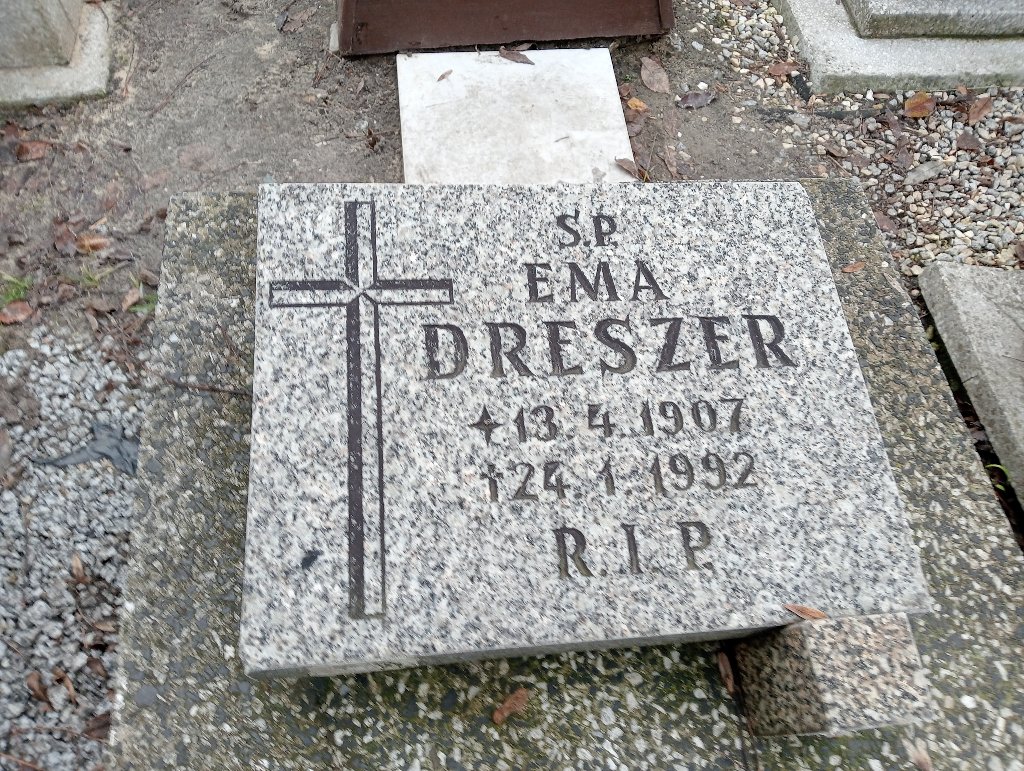 Ś.P.
EMA
DRESZER
✦ 13. 4. 1907
† 24. 1. 1992
R.I.P.